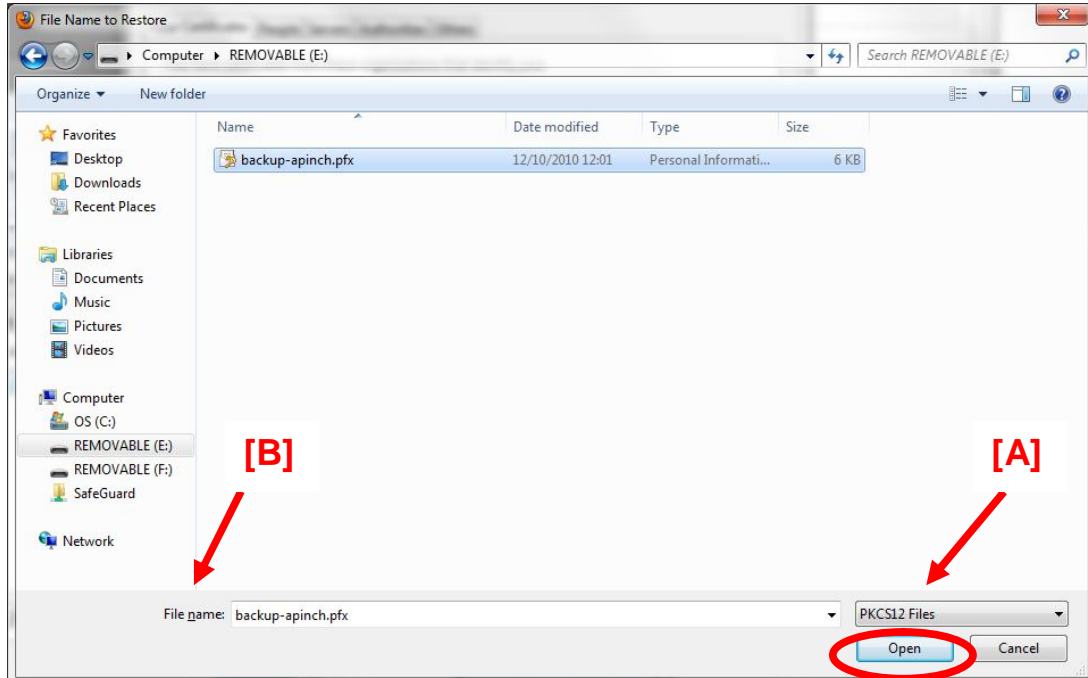 File Name to Restore
Computer ▸ REMOVABLE (E:)
Search REMOVABLE (E:)
Organize
New folder
Name
Date modified
Type
Size
backup-apinch.pfx
12/10/2010 12:01
Personal Informati...
6 KB
Favorites
Desktop
Downloads
Recent Places
Libraries
Documents
Music
Pictures
Videos
Computer
OS (C:)
REMOVABLE (E:)
REMOVABLE (F:)
SafeGuard
Network
[B]
[A]
File name: backup-apinch.pfx
PKCS12 Files
Open
Cancel